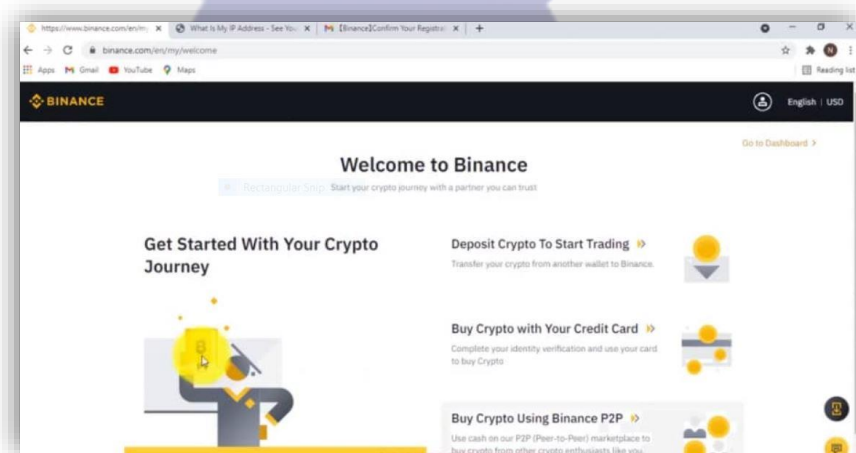 https://www.binance.com/en/my
What Is My IP Address - See You
M [Binance]Confirm Your Registrat
binance.com/en/my/welcome
N
Apps Gmail YouTube Maps
Reading list
BINANCE
English | USD
Go to Dashboard
Welcome to Binance
Rectangular Snip
Start your crypto journey with a partner you can trust
Get Started With Your Crypto
Journey
Deposit Crypto To Start Trading
Transfer your crypto from another wallet to Binance.
Buy Crypto with Your Credit Card
Complete your identity verification and use your card
to buy Crypto
Buy Crypto Using Binance P2P
Use cash on our P2P (Peer-to-Peer) marketplace to
buy crypto from other crypto enthusiasts like you.